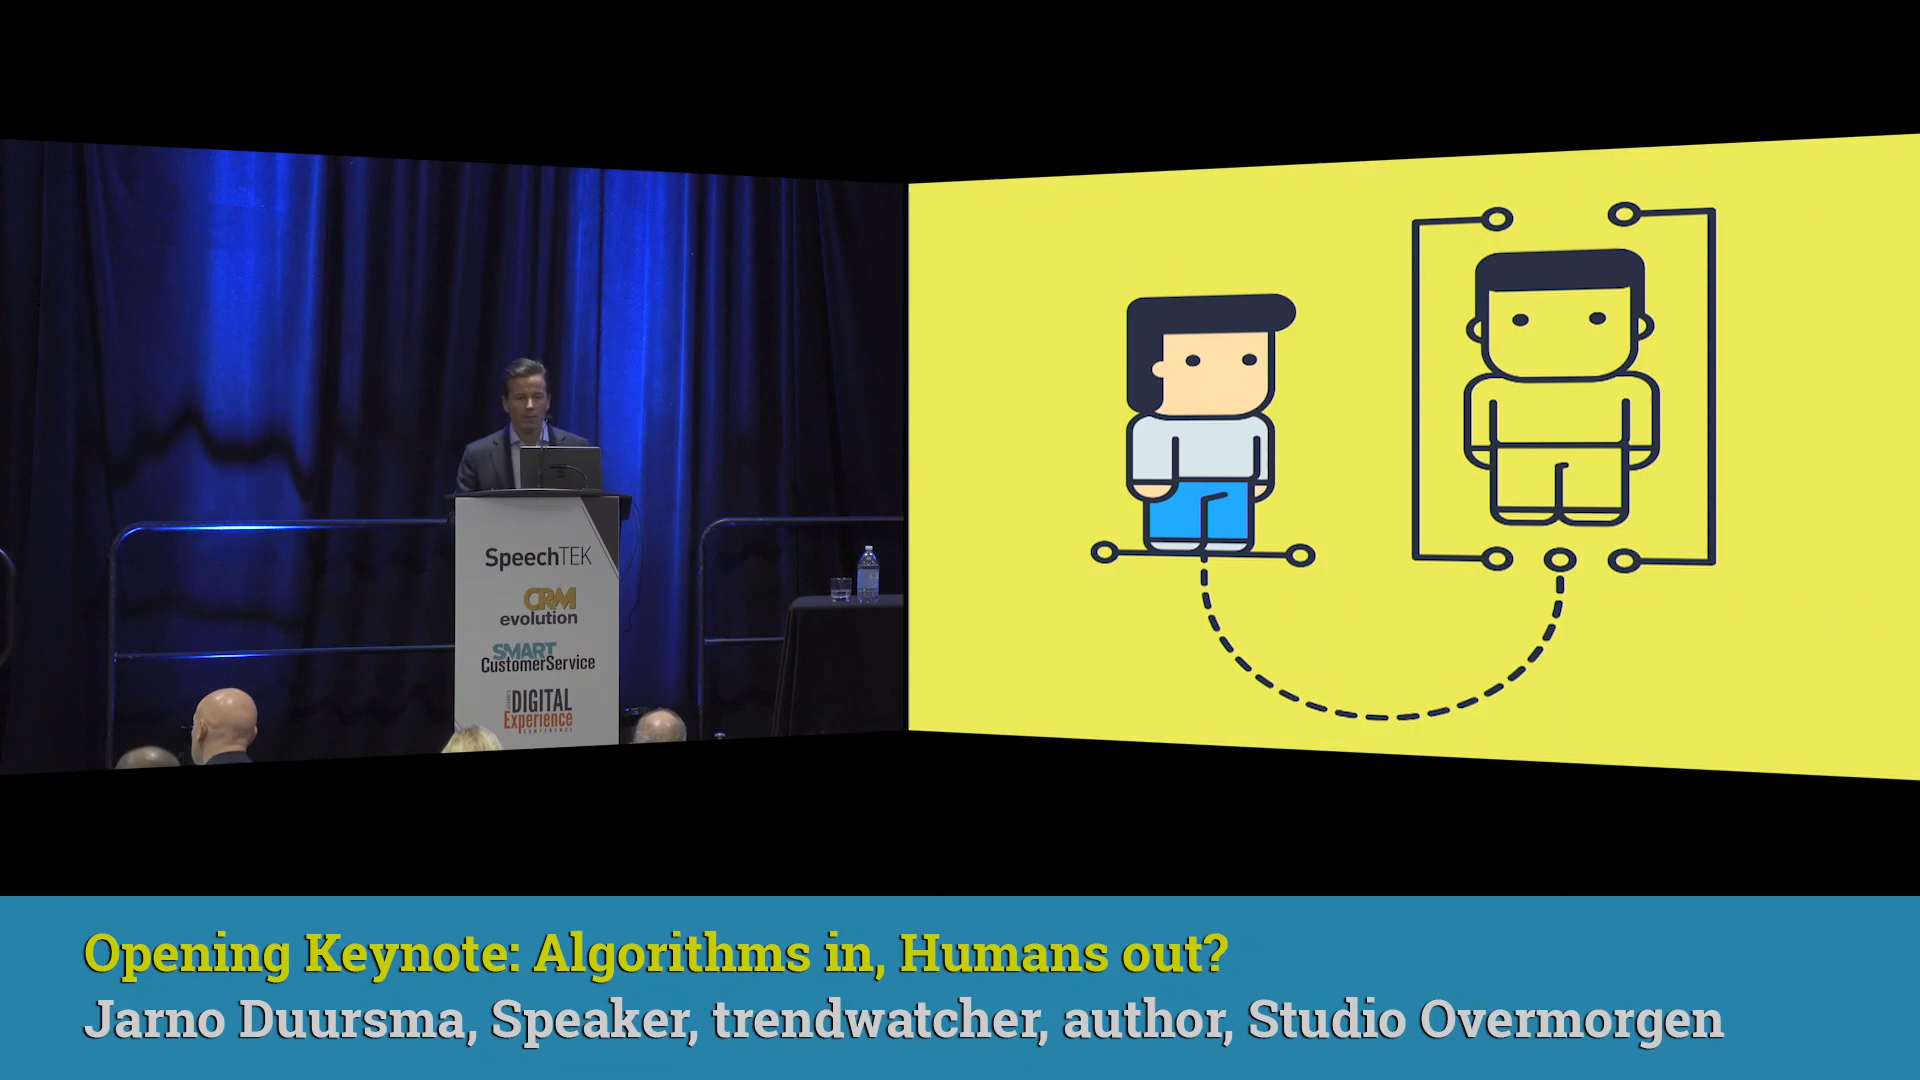 SpeechTEK
CRM
evolution
SMART
CustomerService
DIGITAL
Experience
CONFERENCE
Opening Keynote: Algorithms in, Humans out?
Jarno Duursma, Speaker, trendwatcher, author, Studio Overmorgen